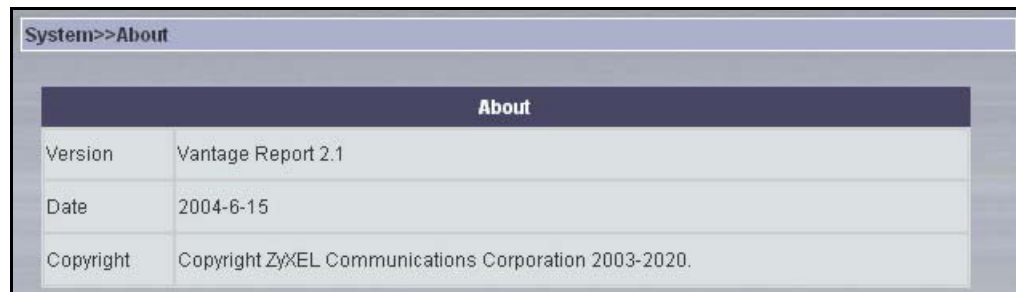 System>>About
About
Version Vantage Report 2.1
Date 2004-6-15
Copyright Copyright ZyXEL Communications Corporation 2003-2020.